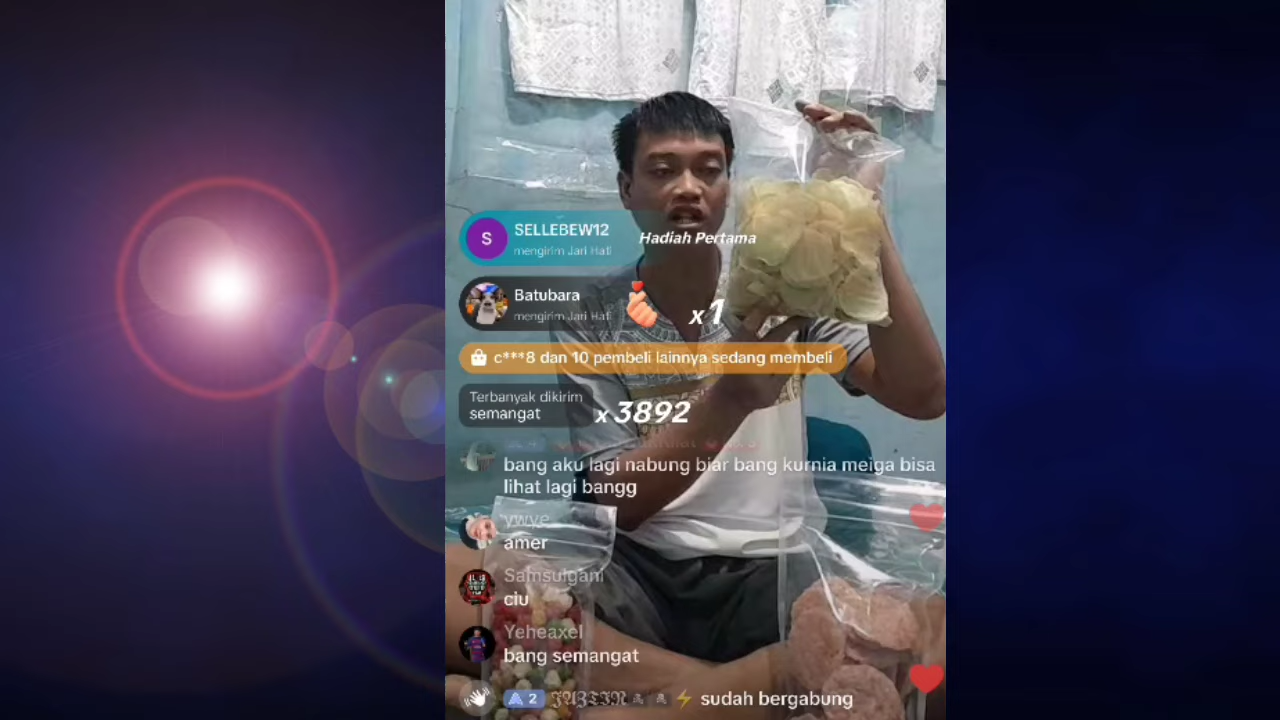 S
SELLEBEW12
mengirim Jari Hati
Hadiah Pertama
Batubara
mengirim Jari Hati
x1
c***8 dan 10 pembeli lainnya sedang membeli
Terbanyak dikirim
semangat
x 3892
bang aku lagi nabung biar bang kurnia meiga bisa
lihat lagi bangg
ywye
amer
Samsulgani
ciu
Yeheaxel
bang semangat
2
sudah bergabung